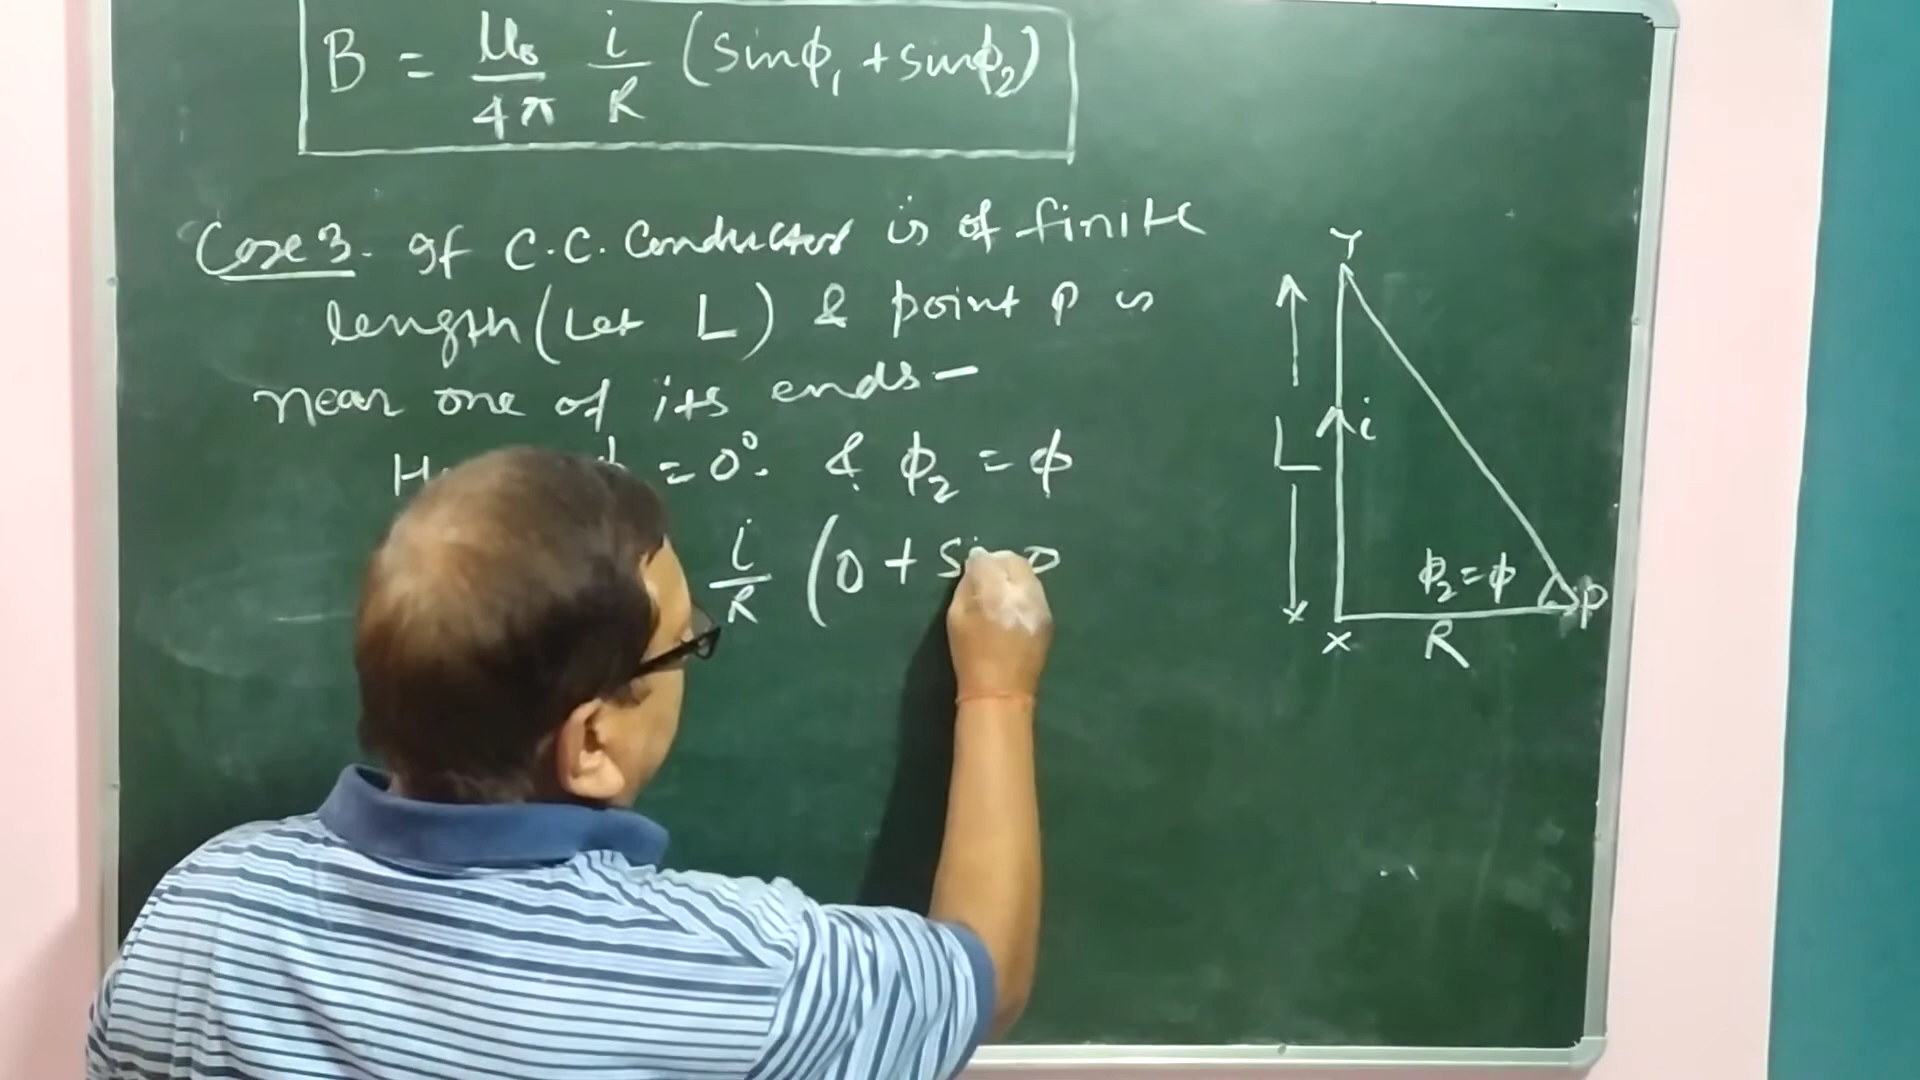 B = μ₀/4π i/R (sinϕ₁ + sinϕ₂)
Case 3. If C.C. Conductor is of finite
length (Let L) & point P is
near one of its ends -
= 0°. & ϕ₂ = ϕ
i/R (0 + 
Y
L
i
ϕ₂ = ϕ
P
X
R